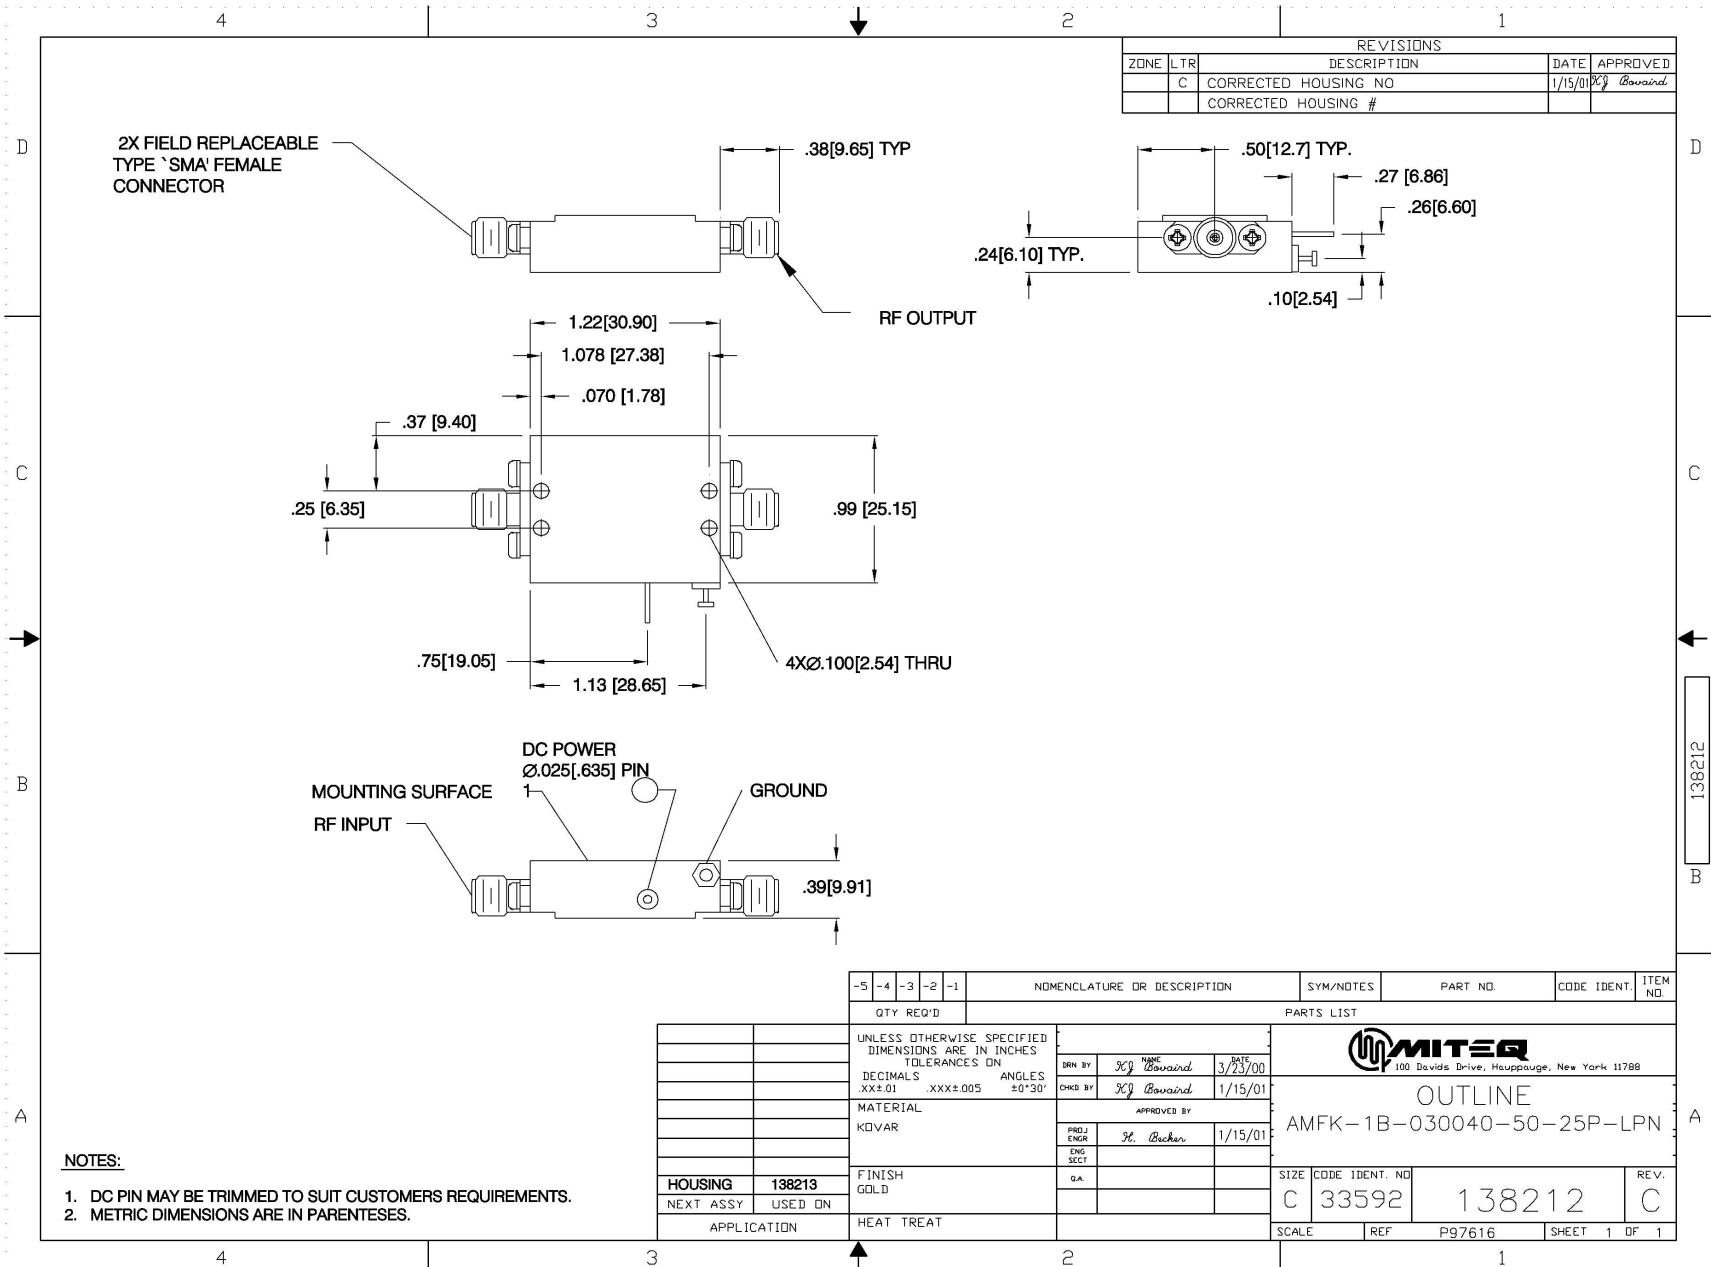 4 3 2 1
REVISIONS
ZONE LTR DESCRIPTION DATE APPROVED
C CORRECTED HOUSING NO 1/15/01 KJ Bovaird
CORRECTED HOUSING #
D D
2X FIELD REPLACEABLE
TYPE `SMA' FEMALE
CONNECTOR
.38[9.65] TYP
RF OUTPUT
.50[12.7] TYP.
.27 [6.86]
.26[6.60]
.24[6.10] TYP.
.10[2.54]
1.22[30.90]
1.078 [27.38]
.070 [1.78]
.37 [9.40]
C C
.25 [6.35]
.99 [25.15]
.75[19.05]
1.13 [28.65]
4XØ.100[2.54] THRU
138212
DC POWER
Ø.025[.635] PIN
1
B B
MOUNTING SURFACE
GROUND
RF INPUT
.39[9.91]
-5 -4 -3 -2 -1 NOMENCLATURE OR DESCRIPTION SYM/NOTES PART NO. CODE IDENT. ITEM NO.
QTY REQ'D PARTS LIST
UNLESS OTHERWISE SPECIFIED
DIMENSIONS ARE IN INCHES
TOLERANCES ON
DECIMALS ANGLES
.XX±.01 .XXX±.005 ±0°30'
MATERIAL
KOVAR
FINISH
GOLD
HEAT TREAT
NAME DATE
DRN BY KJ Bovaird 3/23/00
CHKD BY KJ Bovaird 1/15/01
APPROVED BY
PROJ ENGR H. Becker 1/15/01
ENG SECT
Q.A.
MITEQ
100 Davids Drive, Hauppauge, New York 11788
OUTLINE
AMFK-1B-030040-50-25P-LPN
SIZE CODE IDENT. NO REV.
C 33592 138212 C
SCALE REF P97616 SHEET 1 OF 1
HOUSING 138213
NEXT ASSY USED ON
APPLICATION
A A
NOTES:
1. DC PIN MAY BE TRIMMED TO SUIT CUSTOMERS REQUIREMENTS.
2. METRIC DIMENSIONS ARE IN PARENTESES.
4 3 2 1